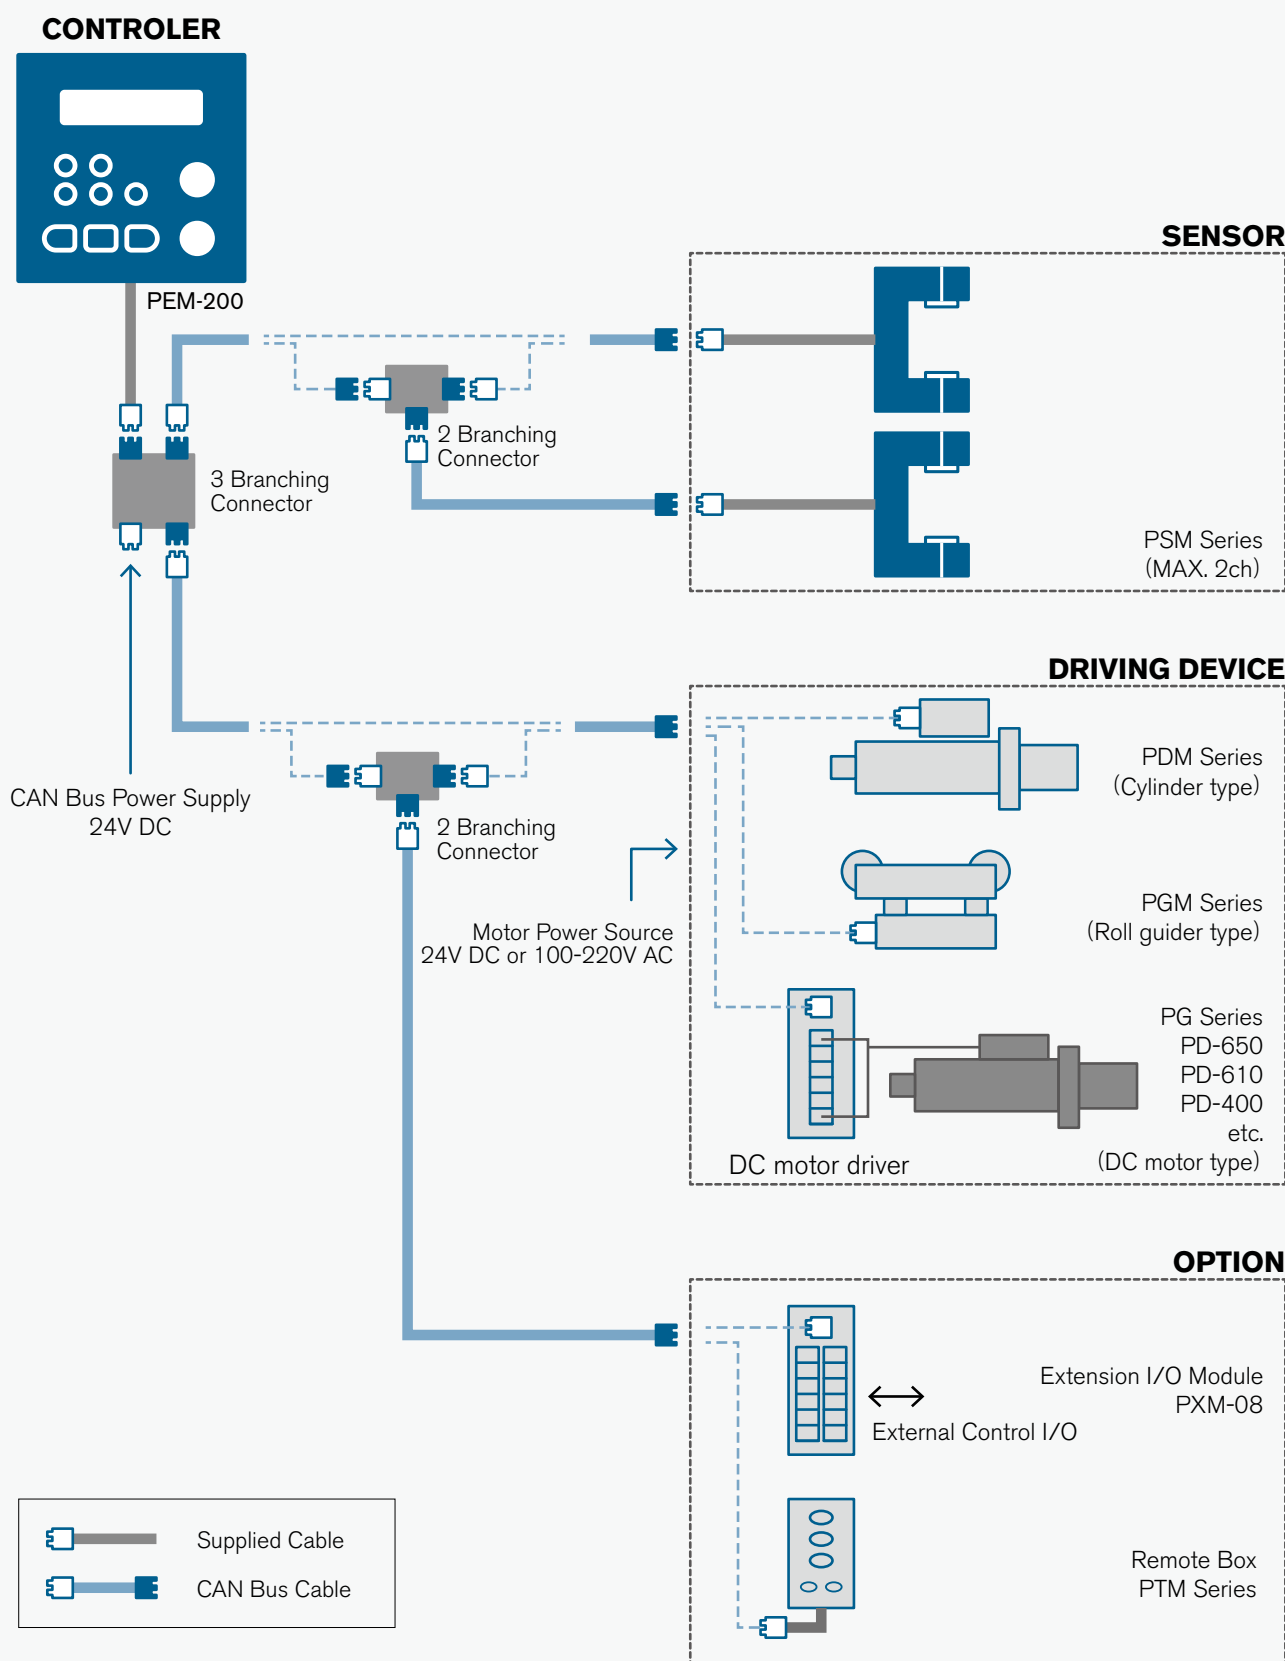 CONTROLER
PEM-200
SENSOR
2 Branching
Connector
3 Branching
Connector
PSM Series
(MAX. 2ch)
DRIVING DEVICE
PDM Series
(Cylinder type)
CAN Bus Power Supply
24V DC
2 Branching
Connector
Motor Power Source
24V DC or 100-220V AC
PGM Series
(Roll guider type)
PG Series
PD-650
PD-610
PD-400
etc.
(DC motor type)
DC motor driver
OPTION
Extension I/O Module
PXM-08
External Control I/O
Remote Box
PTM Series
Supplied Cable
CAN Bus Cable